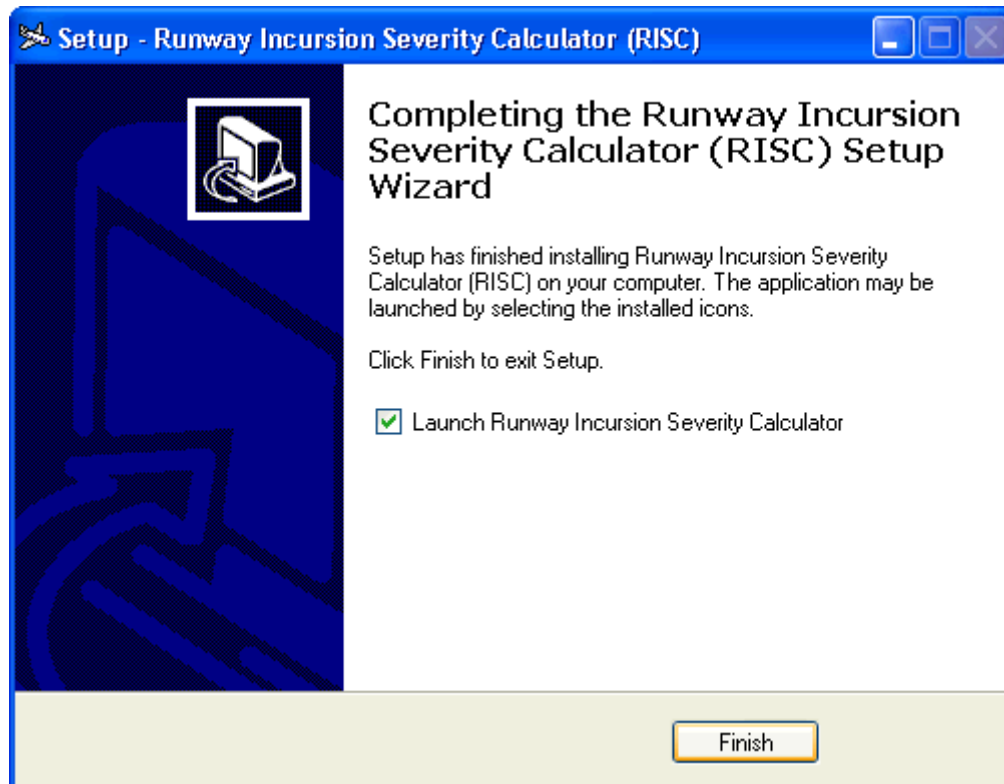 Setup - Runway Incursion Severity Calculator (RISC)
Completing the Runway Incursion
Severity Calculator (RISC) Setup
Wizard
Setup has finished installing Runway Incursion Severity
Calculator (RISC) on your computer. The application may be
launched by selecting the installed icons.
Click Finish to exit Setup.
Launch Runway Incursion Severity Calculator
Finish